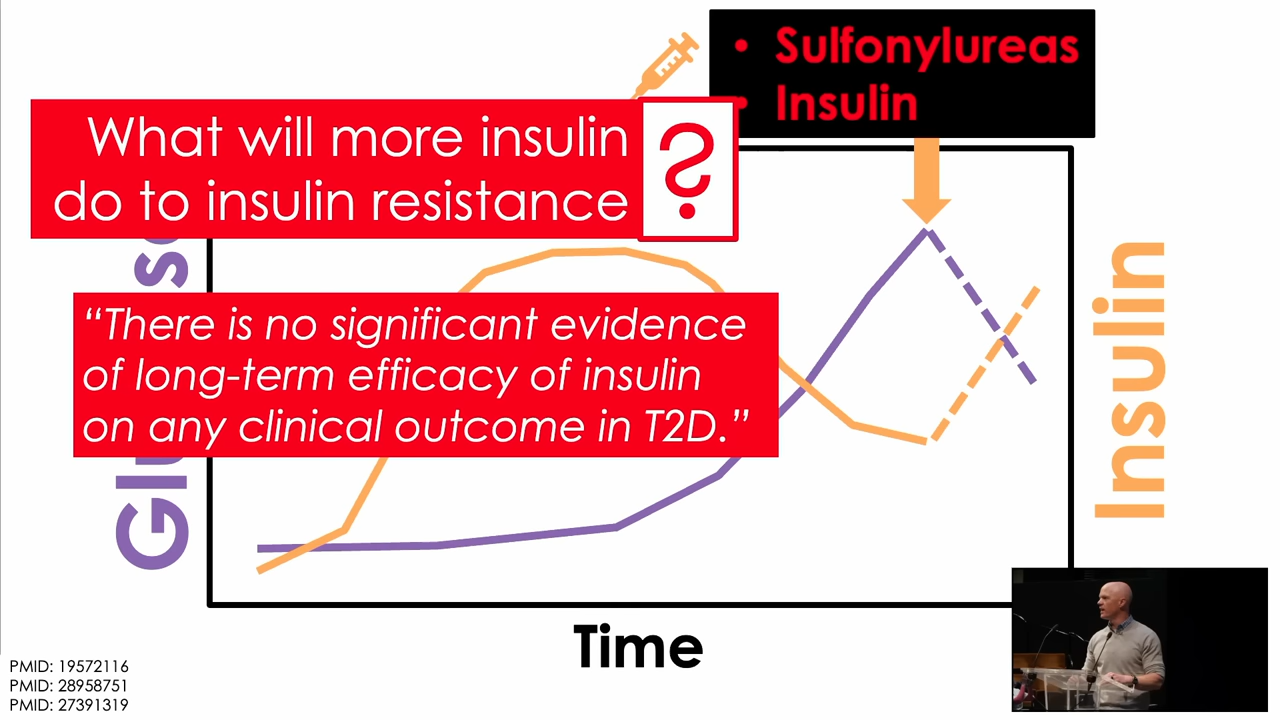 • Sulfonylureas
• Insulin
What will more insulin
do to insulin resistance
?
“There is no significant evidence
of long-term efficacy of insulin
on any clinical outcome in T2D.”
Insulin
Time
PMID: 19572116
PMID: 28958751
PMID: 27391319